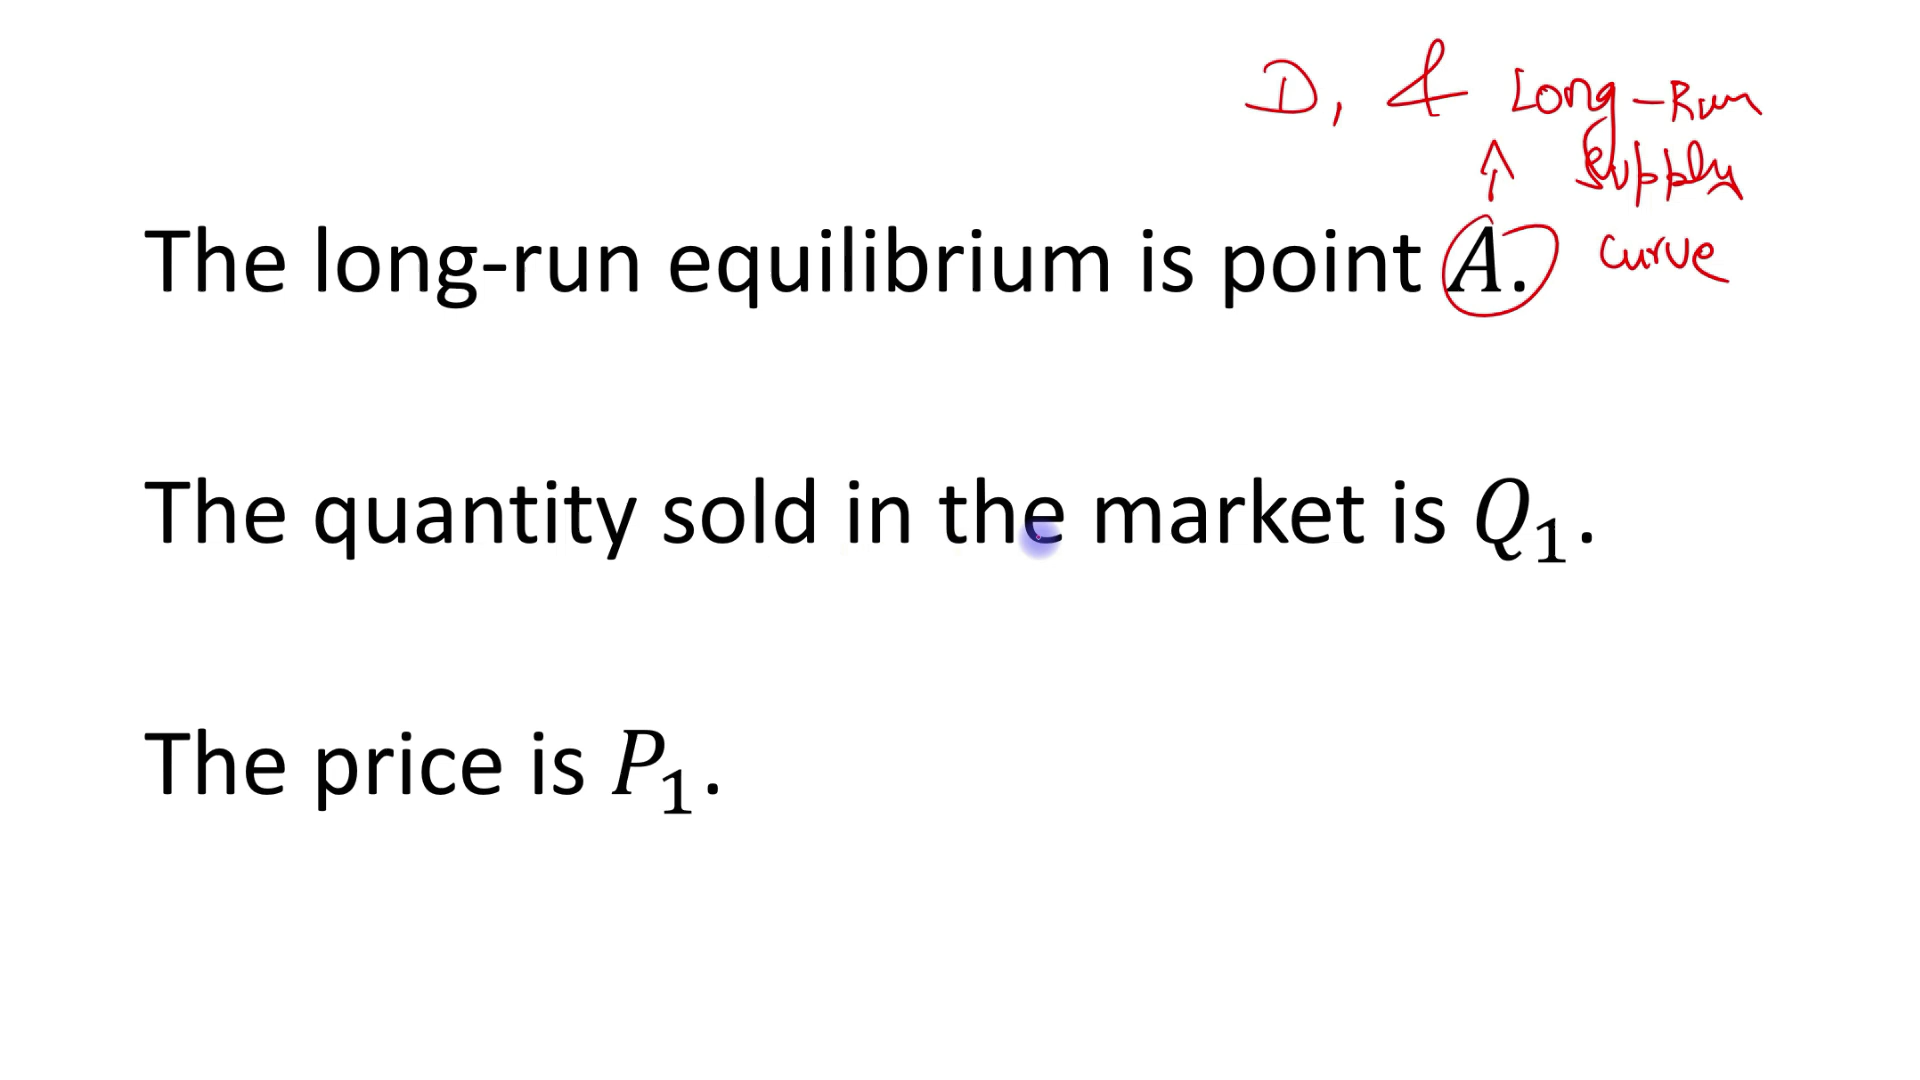 D, & Long-Run
supply
curve
The long-run equilibrium is point A.
The quantity sold in the market is Q₁.
The price is P₁.